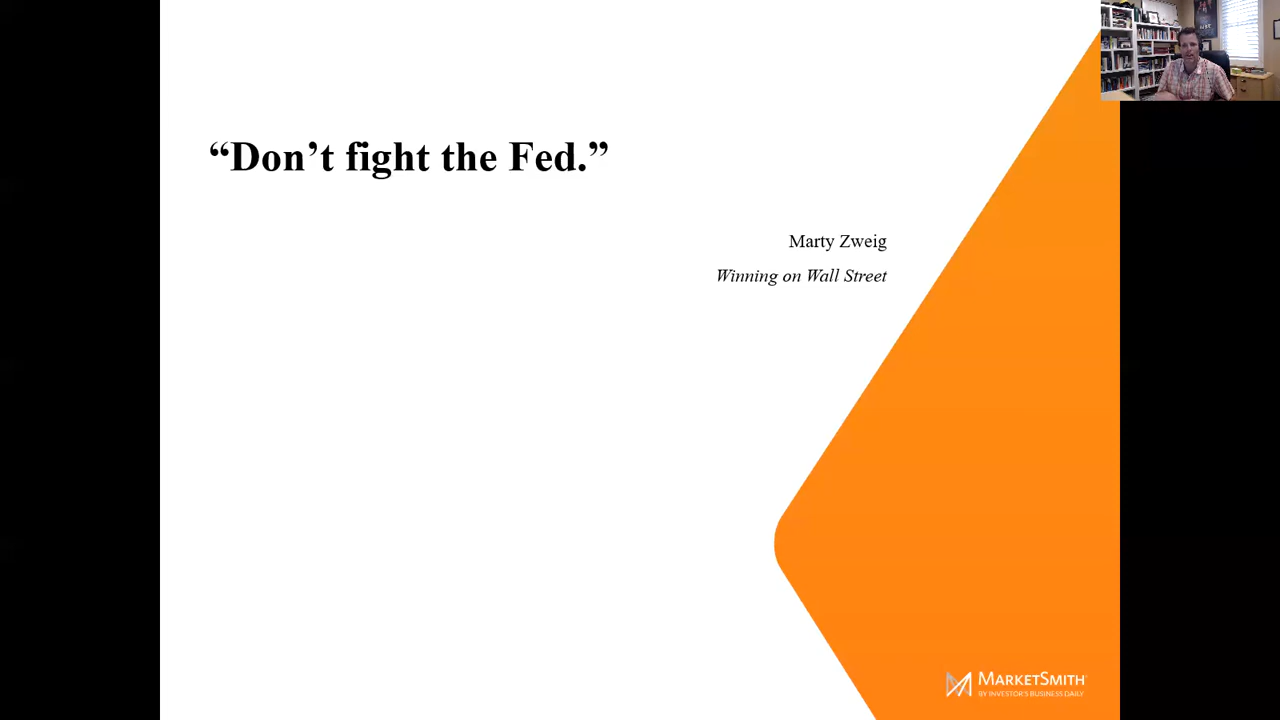 “Don’t fight the Fed.”
Marty Zweig
Winning on Wall Street
MARKETSMITH
BY INVESTOR'S BUSINESS DAILY